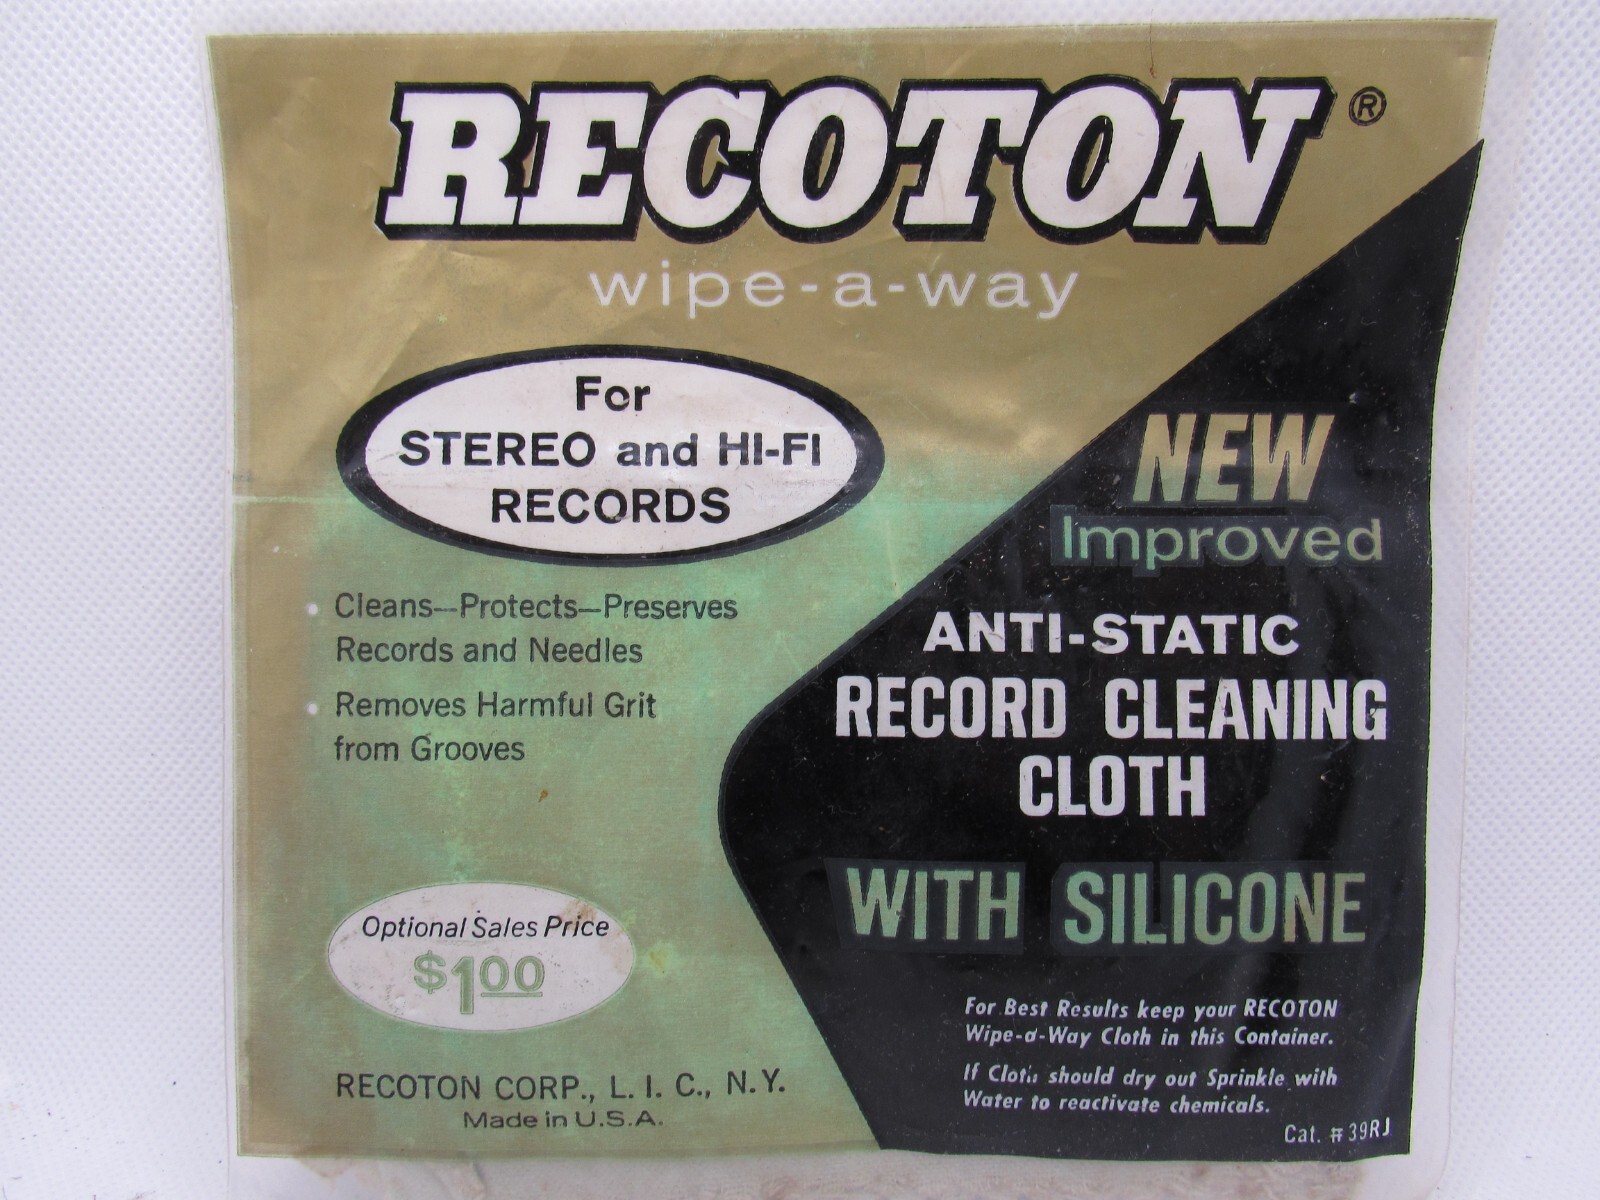 RECOTON®
wipe-a-way
For
STEREO and HI-FI
RECORDS
• Cleans—Protects—Preserves
Records and Needles
• Removes Harmful Grit
from Grooves
Optional Sales Price
$1.00
RECOTON CORP., L. I. C., N.Y.
Made in U.S.A.
NEW
Improved
ANTI-STATIC
RECORD CLEANING
CLOTH
WITH SILICONE
For Best Results keep your RECOTON
Wipe-a-Way Cloth in this Container.
If Cloth should dry out Sprinkle with
Water to reactivate chemicals.
Cat. #39RJ